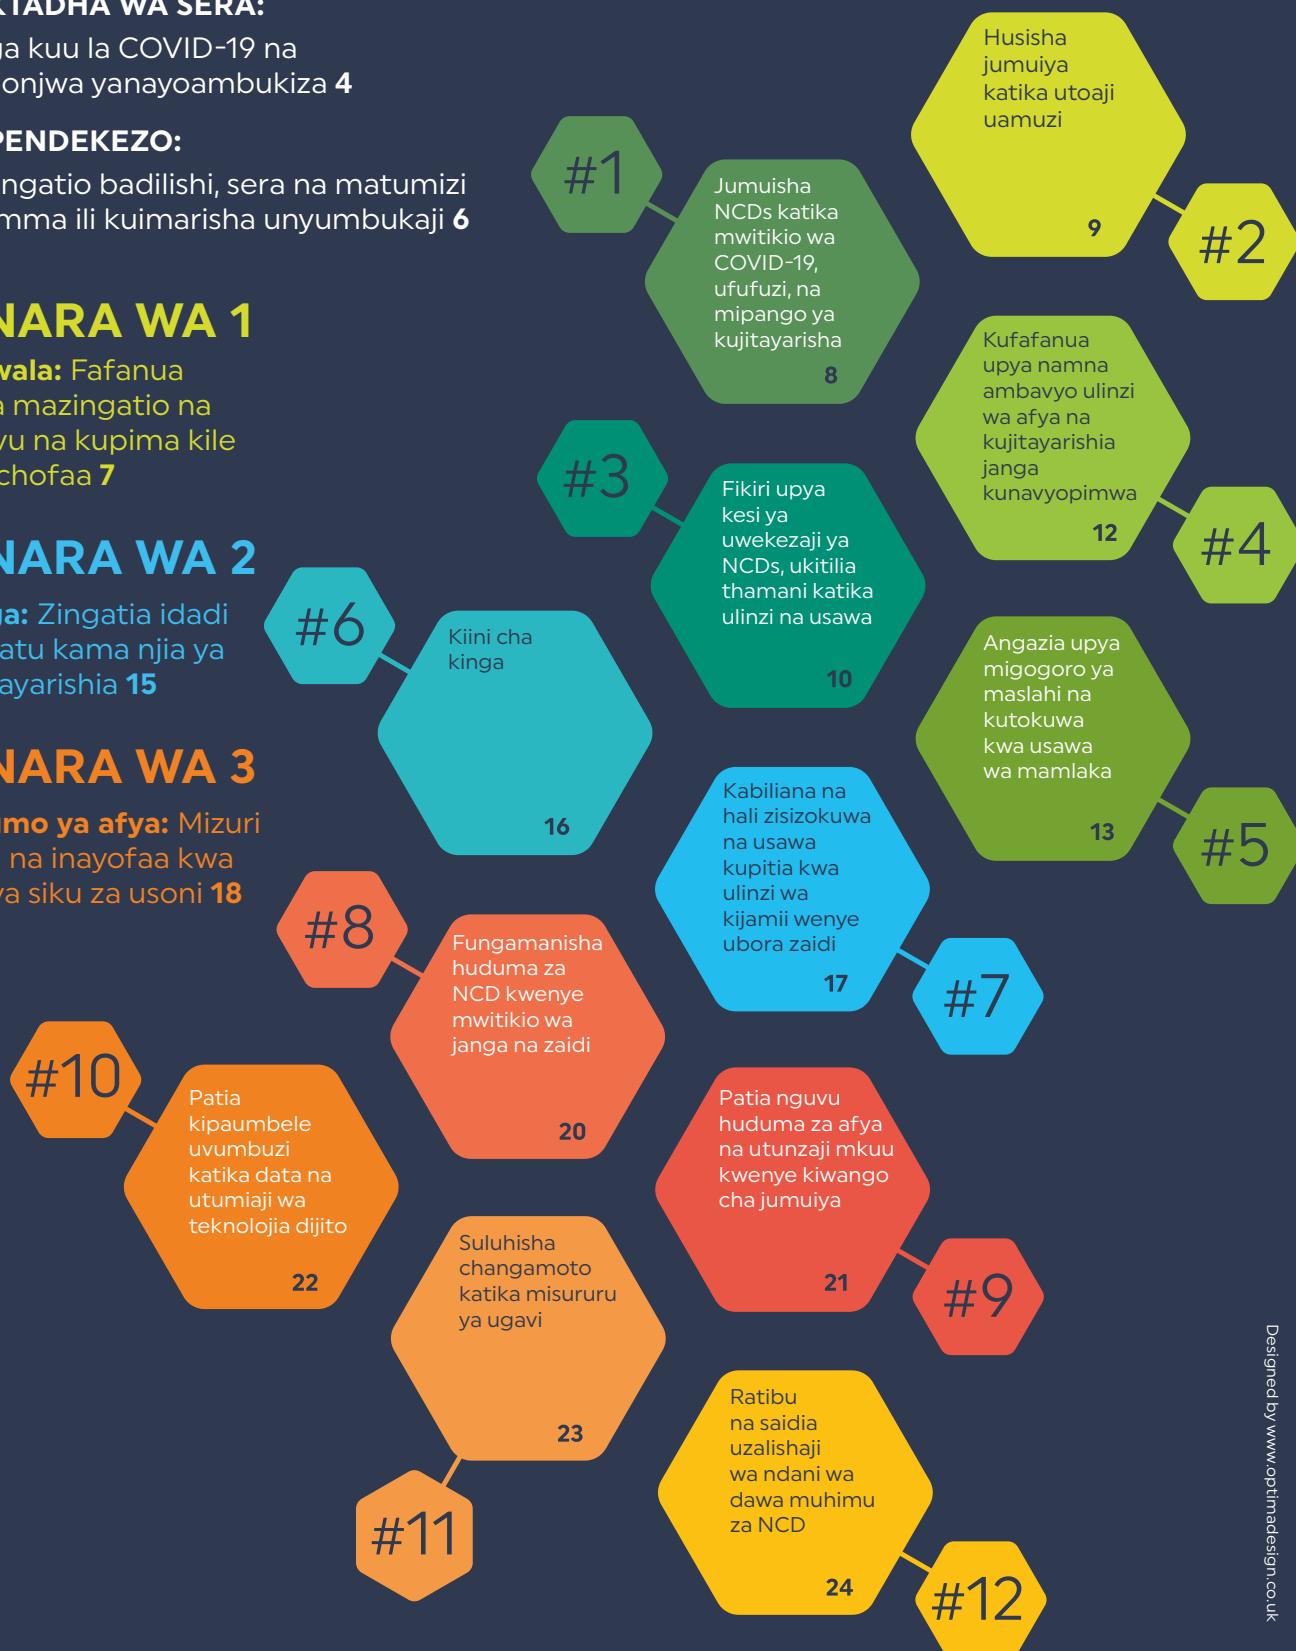 KTADHA WA SERA:
ga kuu la COVID-19 na
onjwa yanayoambukiza 4
PENDEKEZO:
ngatio badilishi, sera na matumizi
mma ili kuimarisha unyumbukaji 6
NARA WA 1
wala: Fafanua
a mazingatio na
vu na kupima kile
chofaa 7
NARA WA 2
ga: Zingatia idadi
atu kama njia ya
ayarishia 15
NARA WA 3
umo ya afya: Mizuri
na inayofaa kwa
ya siku za usoni 18
#1
Jumuisha
NCDs katika
mwitikio wa
COVID-19,
ufufuzi, na
mipango ya
kujitayarisha
8
Husisha
jumuiya
katika utoaji
uamuzi
9
#2
#3
Fikiri upya
kesi ya
uwekezaji ya
NCDs, ukitilia
thamani katika
ulinzi na usawa
10
Kufafanua
upya namna
ambavyo ulinzi
wa afya na
kujitayarishia
janga
kunavyopimwa
12
#4
Angazia upya
migogoro ya
maslahi na
kutokuwa
kwa usawa
wa mamlaka
13
#5
#6
Kiini cha
kinga
16
Kabiliana na
hali zisizokuwa
na usawa
kupitia kwa
ulinzi wa
kijamii wenye
ubora zaidi
17
#7
#8
Fungamanisha
huduma za
NCD kwenye
mwitikio wa
janga na zaidi
20
Patia nguvu
huduma za afya
na utunzaji mkuu
kwenye kiwango
cha jumuiya
21
#9
#10
Patia
kipaumbele
uvumbuzi
katika data na
utumiaji wa
teknolojia dijito
22
Suluhisha
changamoto
katika misururu
ya ugavi
23
#11
Ratibu
na saidia
uzalishaji
wa ndani wa
dawa muhimu
za NCD
24
#12
Designed by www.optimadesign.co.uk